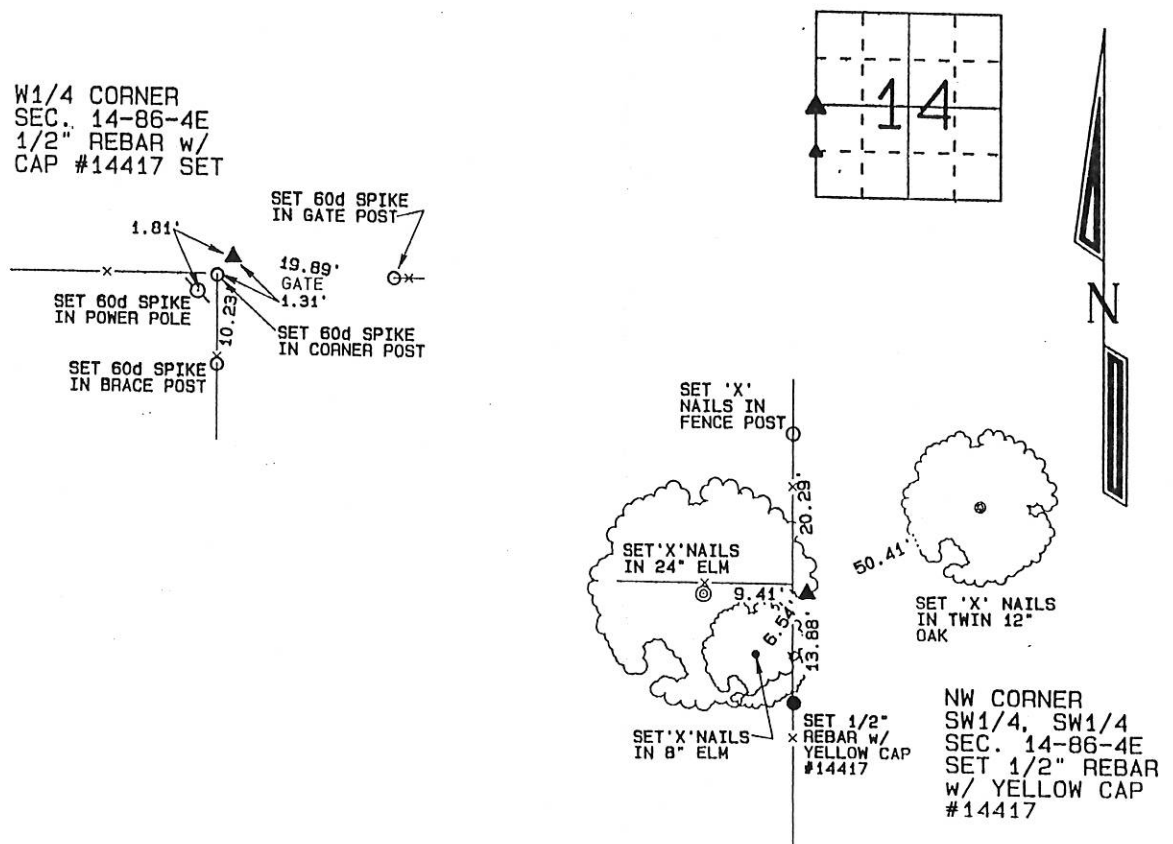 W1/4 CORNER
SEC. 14-86-4E
1/2" REBAR w/
CAP #14417 SET
SET 60d SPIKE
IN GATE POST
1.81'
19.89'
GATE
1.31'
SET 60d SPIKE
IN POWER POLE
10.23'
SET 60d SPIKE
IN CORNER POST
SET 60d SPIKE
IN BRACE POST
14
N
SET 'X'
NAILS IN
FENCE POST
20.29'
SET'X'NAILS
IN 24" ELM
9.41'
6.54'
13.88'
50.41'
SET 'X' NAILS
IN TWIN 12"
OAK
SET'X'NAILS
IN 8" ELM
SET 1/2"
REBAR w/
YELLOW CAP
#14417
NW CORNER
SW1/4, SW1/4
SEC. 14-86-4E
SET 1/2" REBAR
w/ YELLOW CAP
#14417